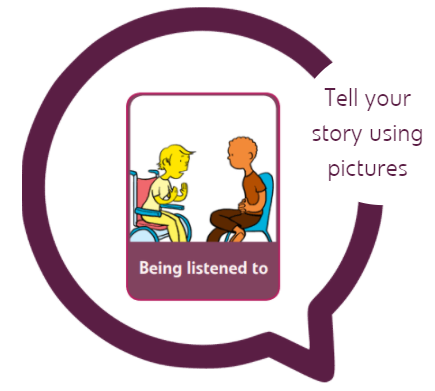 Tell your
story using
pictures
Being listened to